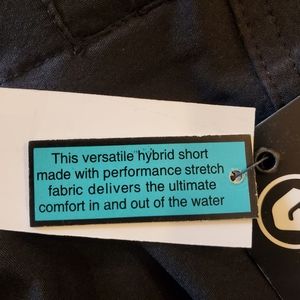 This versatile hybrid short
made with performance stretch
fabric delivers the ultimate
comfort in and out of the water